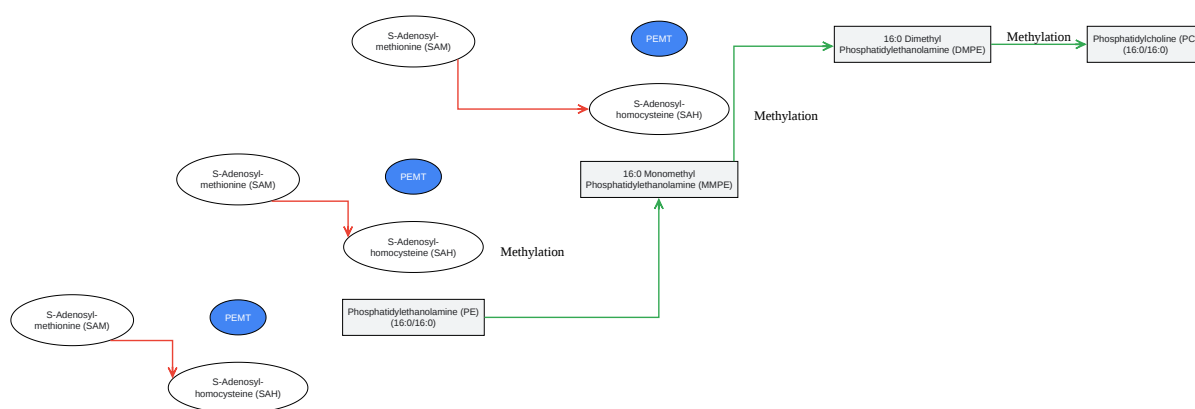 S-Adenosyl-
methionine (SAM)
PEMT
16:0 Dimethyl
Phosphatidylethanolamine (DMPE)
Methylation
Phosphatidylcholine (PC)
(16:0/16:0)
S-Adenosyl-
homocysteine (SAH)
Methylation
S-Adenosyl-
methionine (SAM)
PEMT
16:0 Monomethyl
Phosphatidylethanolamine (MMPE)
S-Adenosyl-
homocysteine (SAH)
Methylation
S-Adenosyl-
methionine (SAM)
PEMT
Phosphatidylethanolamine (PE)
(16:0/16:0)
S-Adenosyl-
homocysteine (SAH)